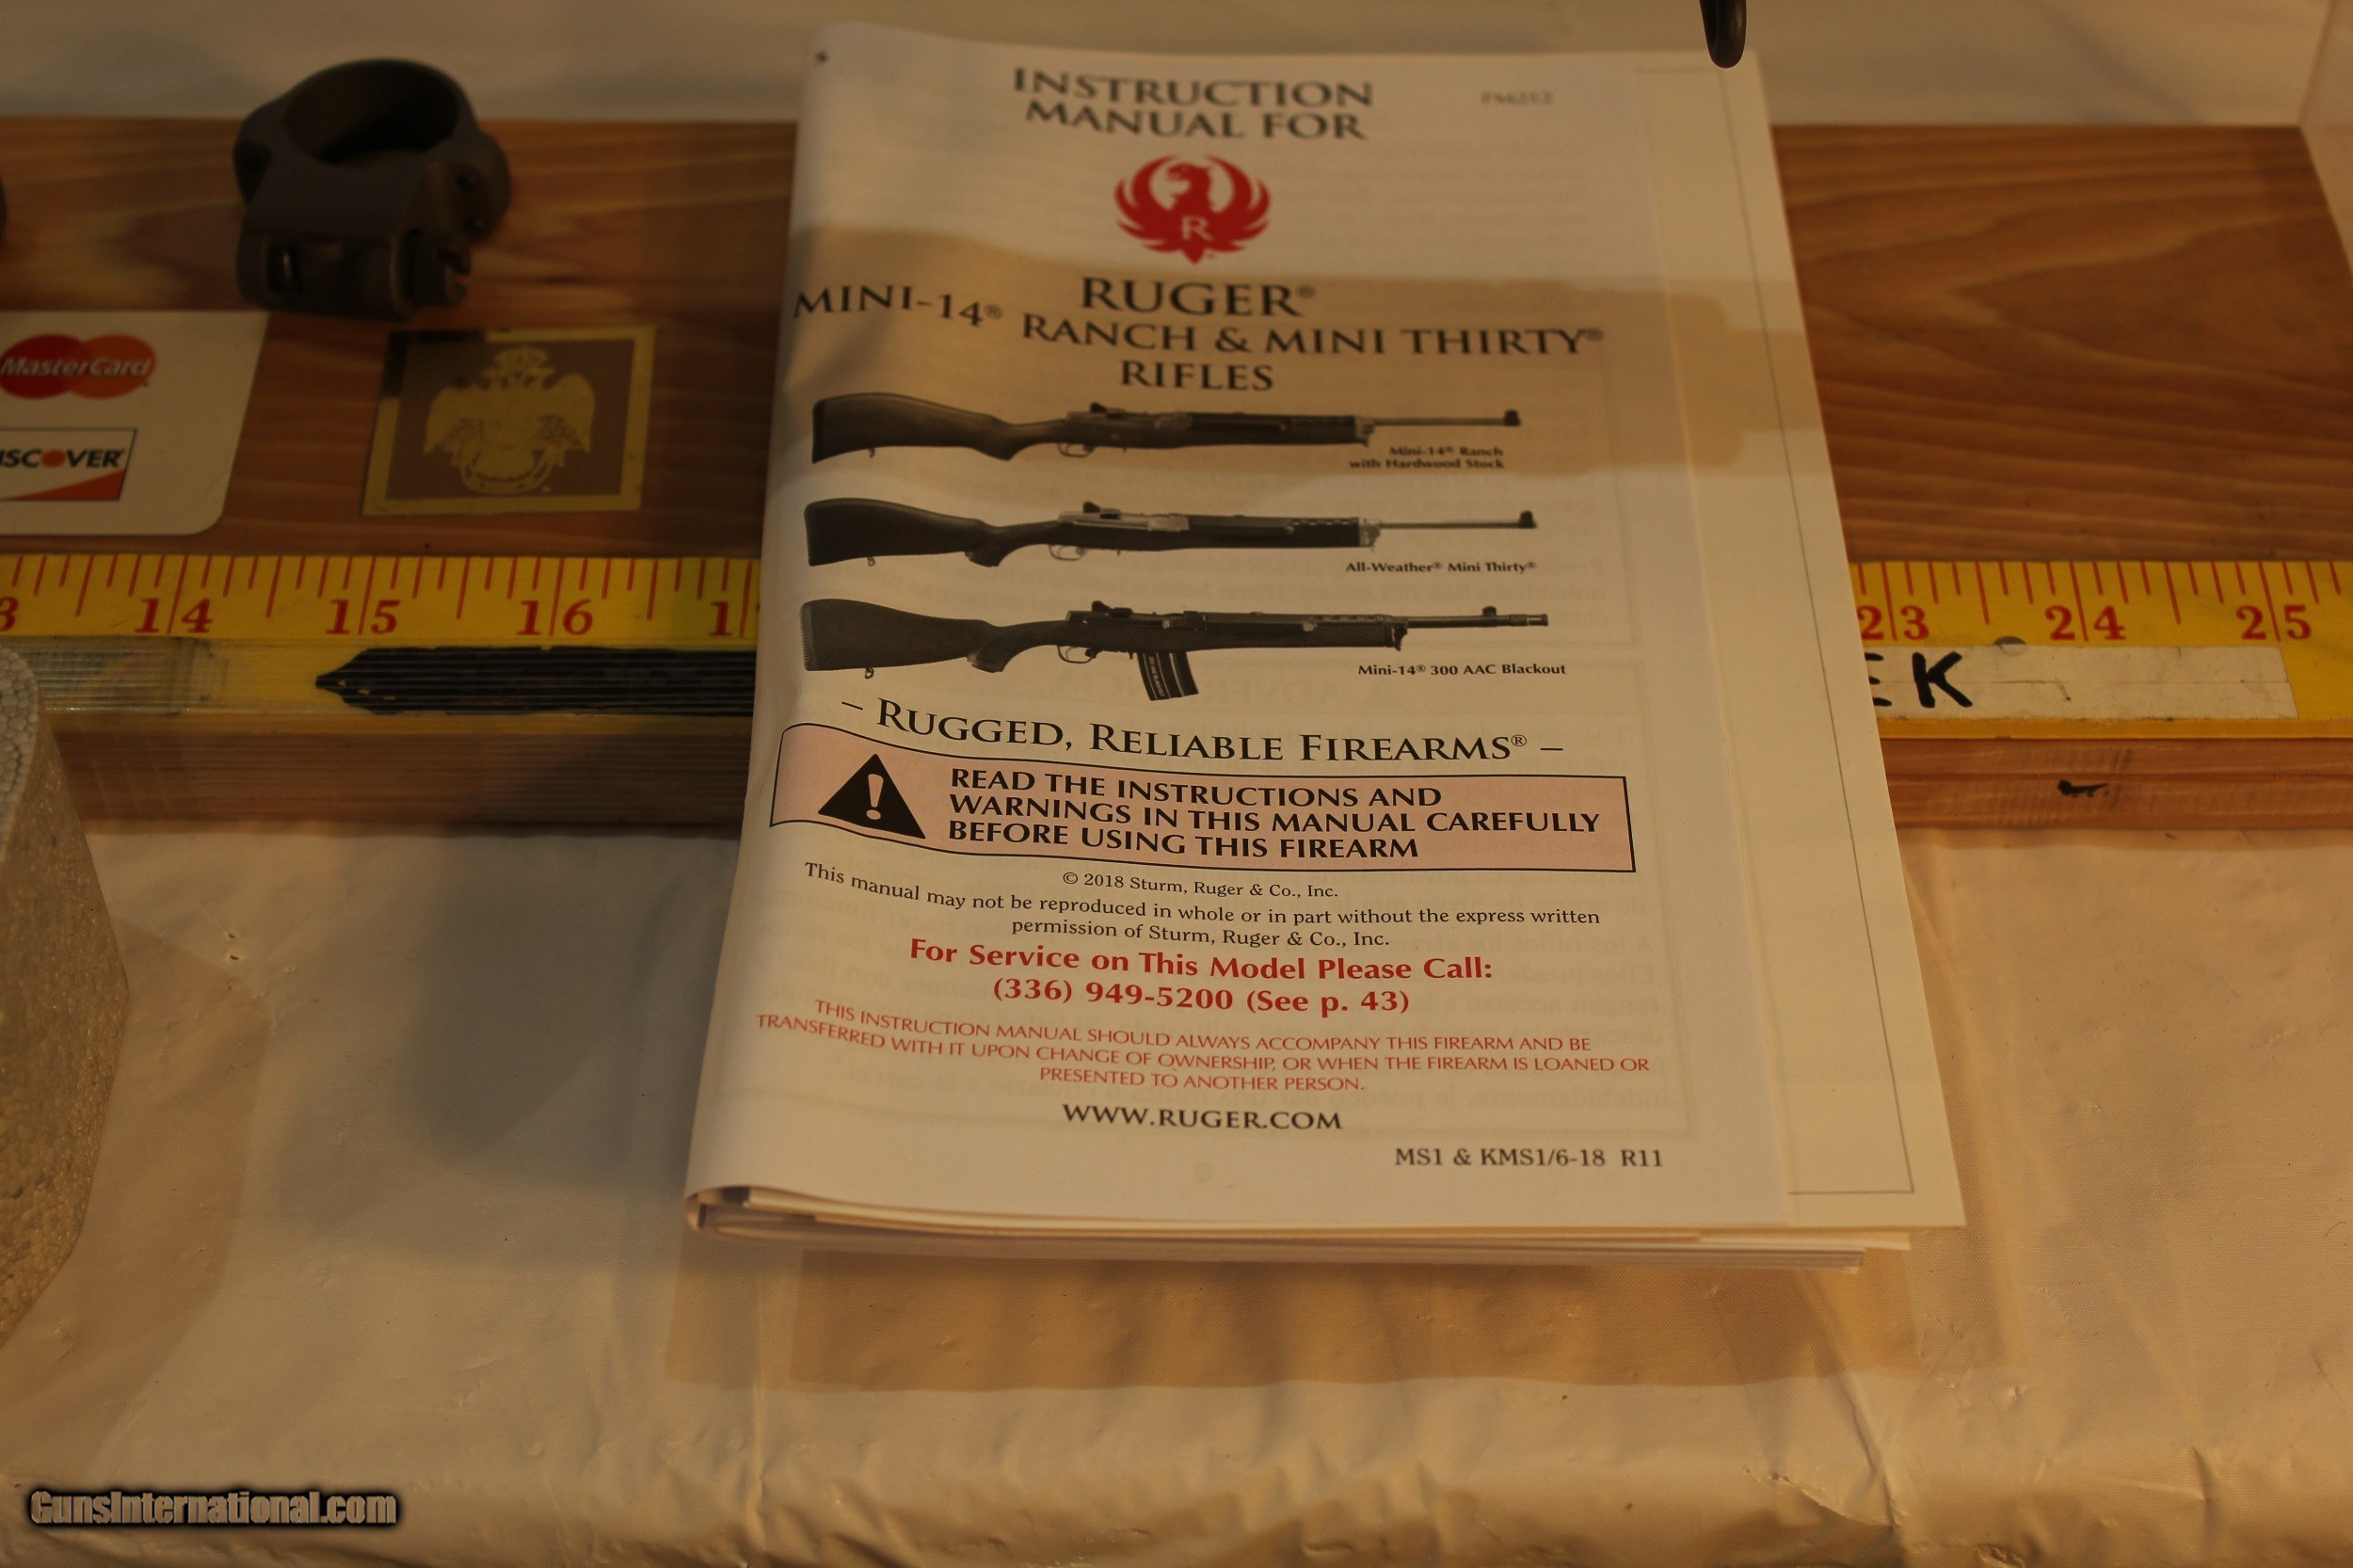 INSTRUCTION
MANUAL FOR
R
RUGER®
MINI-14® RANCH & MINI THIRTY®
RIFLES
Mini-14® Ranch
with Hardwood Stock
All-Weather® Mini Thirty®
Mini-14® 300 AAC Blackout
– RUGGED, RELIABLE FIREARMS® –
READ THE INSTRUCTIONS AND
WARNINGS IN THIS MANUAL CAREFULLY
BEFORE USING THIS FIREARM
© 2018 Sturm, Ruger & Co., Inc.
This manual may not be reproduced in whole or in part without the express written
permission of Sturm, Ruger & Co., Inc.
For Service on This Model Please Call:
(336) 949-5200 (See p. 43)
THIS INSTRUCTION MANUAL SHOULD ALWAYS ACCOMPANY THIS FIREARM AND BE
TRANSFERRED WITH IT UPON CHANGE OF OWNERSHIP, OR WHEN THE FIREARM IS LOANED OR
PRESENTED TO ANOTHER PERSON.
WWW.RUGER.COM
MS1 & KMS1/6-18 R11
MasterCard
ISCOVER
3 14 15 16 1
23 24 25
EK
GunsInternational.com